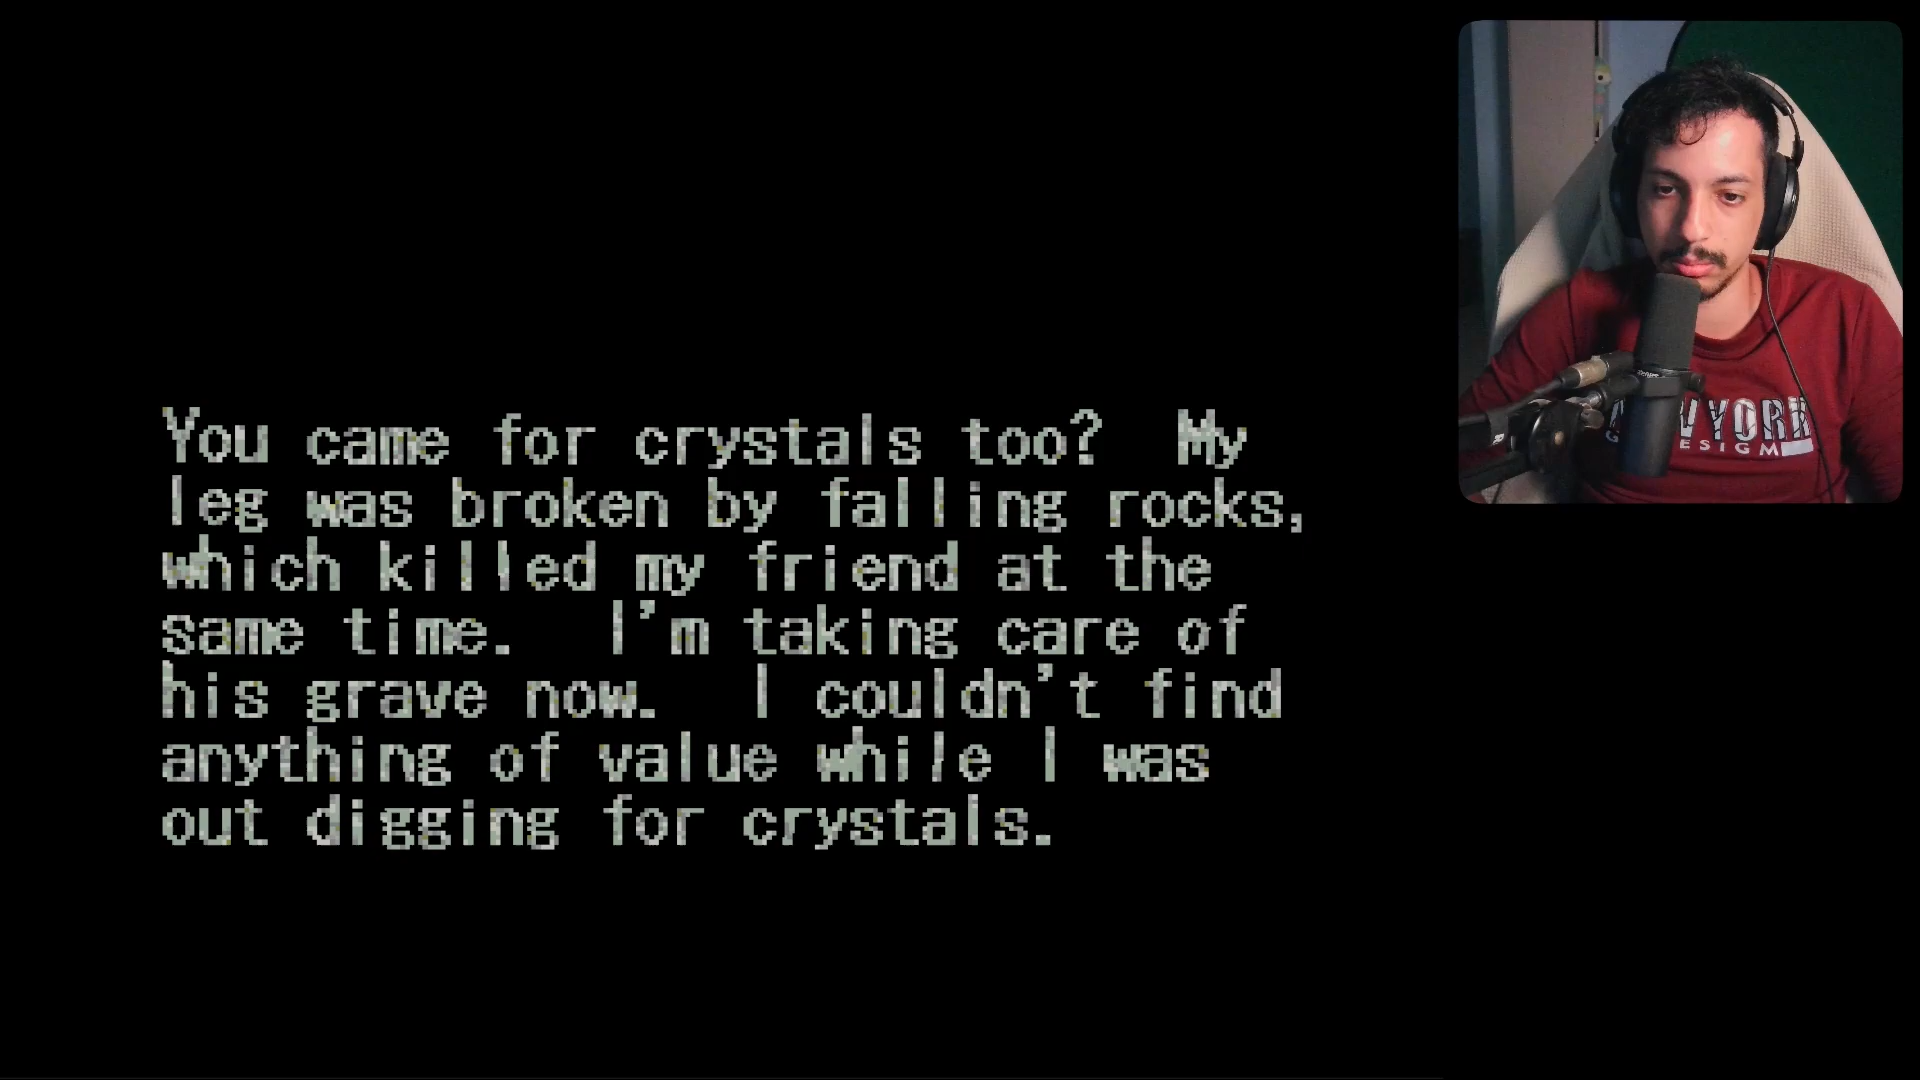 You came for crystals too?  My
leg was broken by falling rocks,
which killed my friend at the
same time.  I'm taking care of
his grave now.  I couldn't find
anything of value while I was
out digging for crystals.
DESIGN